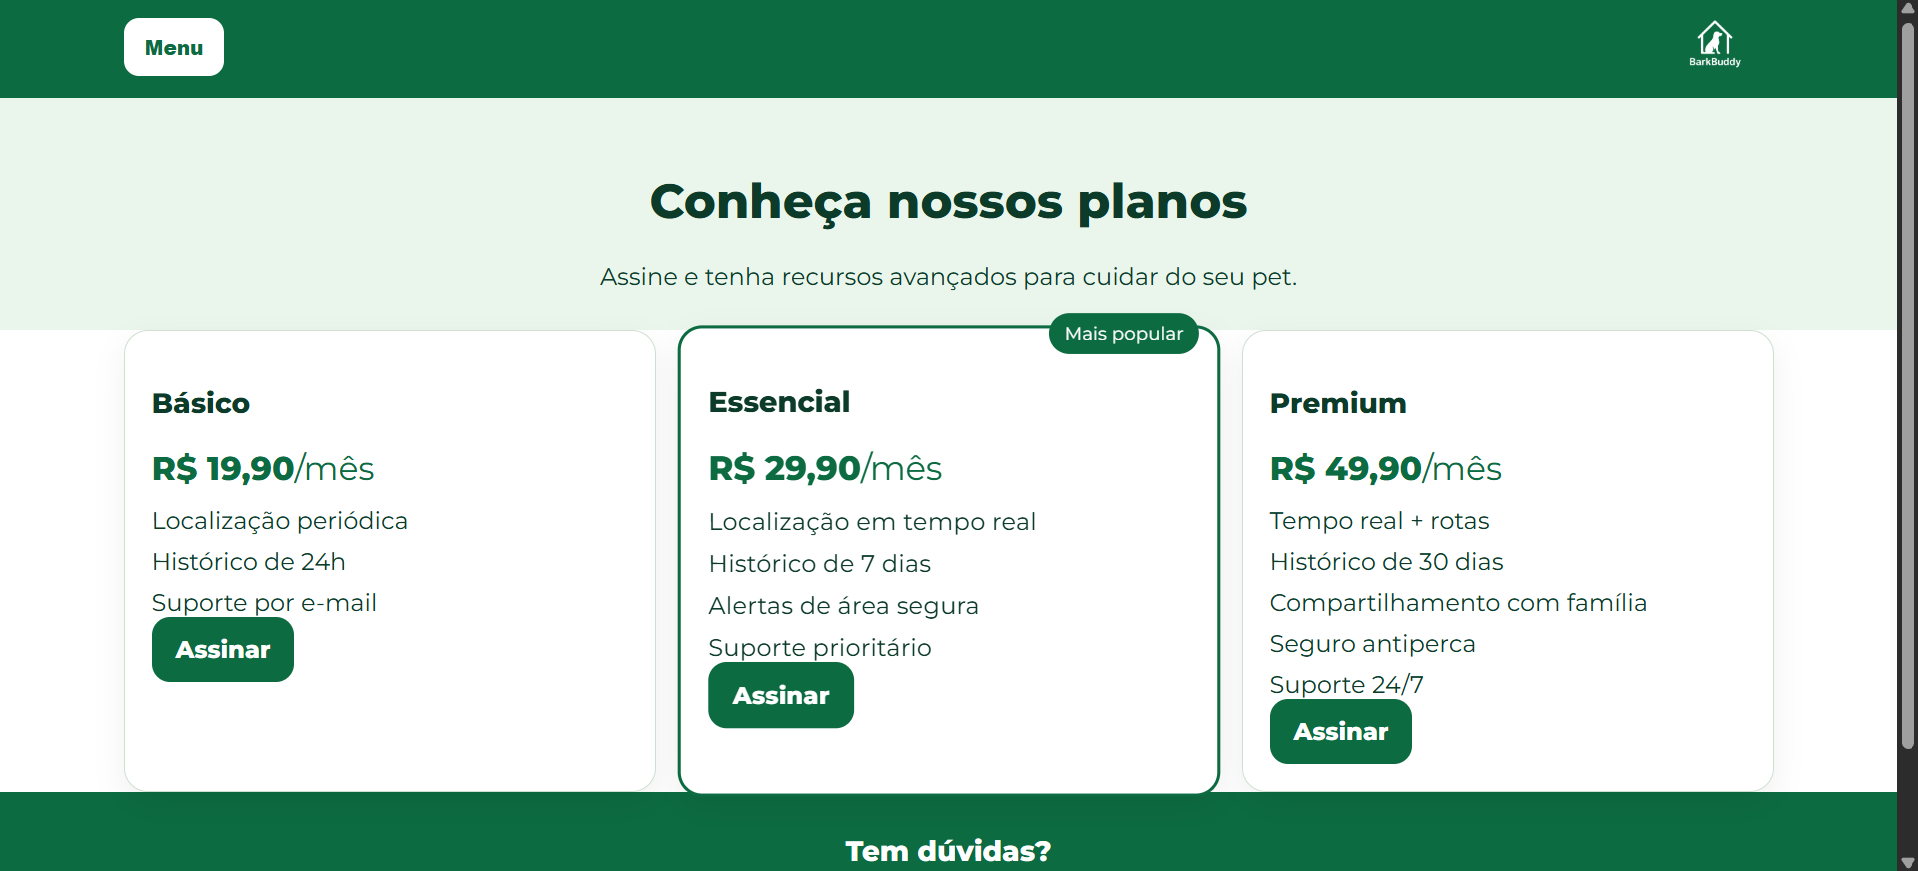 Menu
BarkBuddy
Conheça nossos planos
Assine e tenha recursos avançados para cuidar do seu pet.
Básico
R$ 19,90/mês
Localização periódica
Histórico de 24h
Suporte por e-mail
Assinar
Mais popular
Essencial
R$ 29,90/mês
Localização em tempo real
Histórico de 7 dias
Alertas de área segura
Suporte prioritário
Assinar
Premium
R$ 49,90/mês
Tempo real + rotas
Histórico de 30 dias
Compartilhamento com família
Seguro antiperca
Suporte 24/7
Assinar
Tem dúvidas?